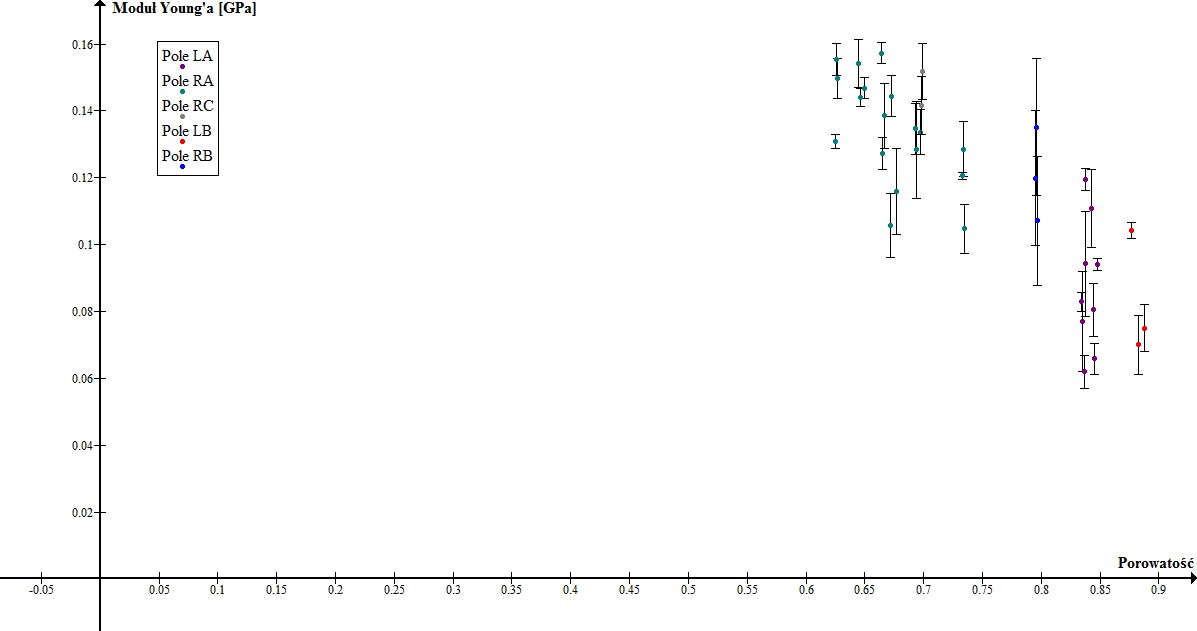 Moduł Young'a [GPa]
0.16
Pole LA
Pole RA
Pole RC
Pole LB
Pole RB
0.14
0.12
0.1
0.08
0.06
0.04
0.02
Porowatość
-0.05 0.05 0.1 0.15 0.2 0.25 0.3 0.35 0.4 0.45 0.5 0.55 0.6 0.65 0.7 0.75 0.8 0.85 0.9